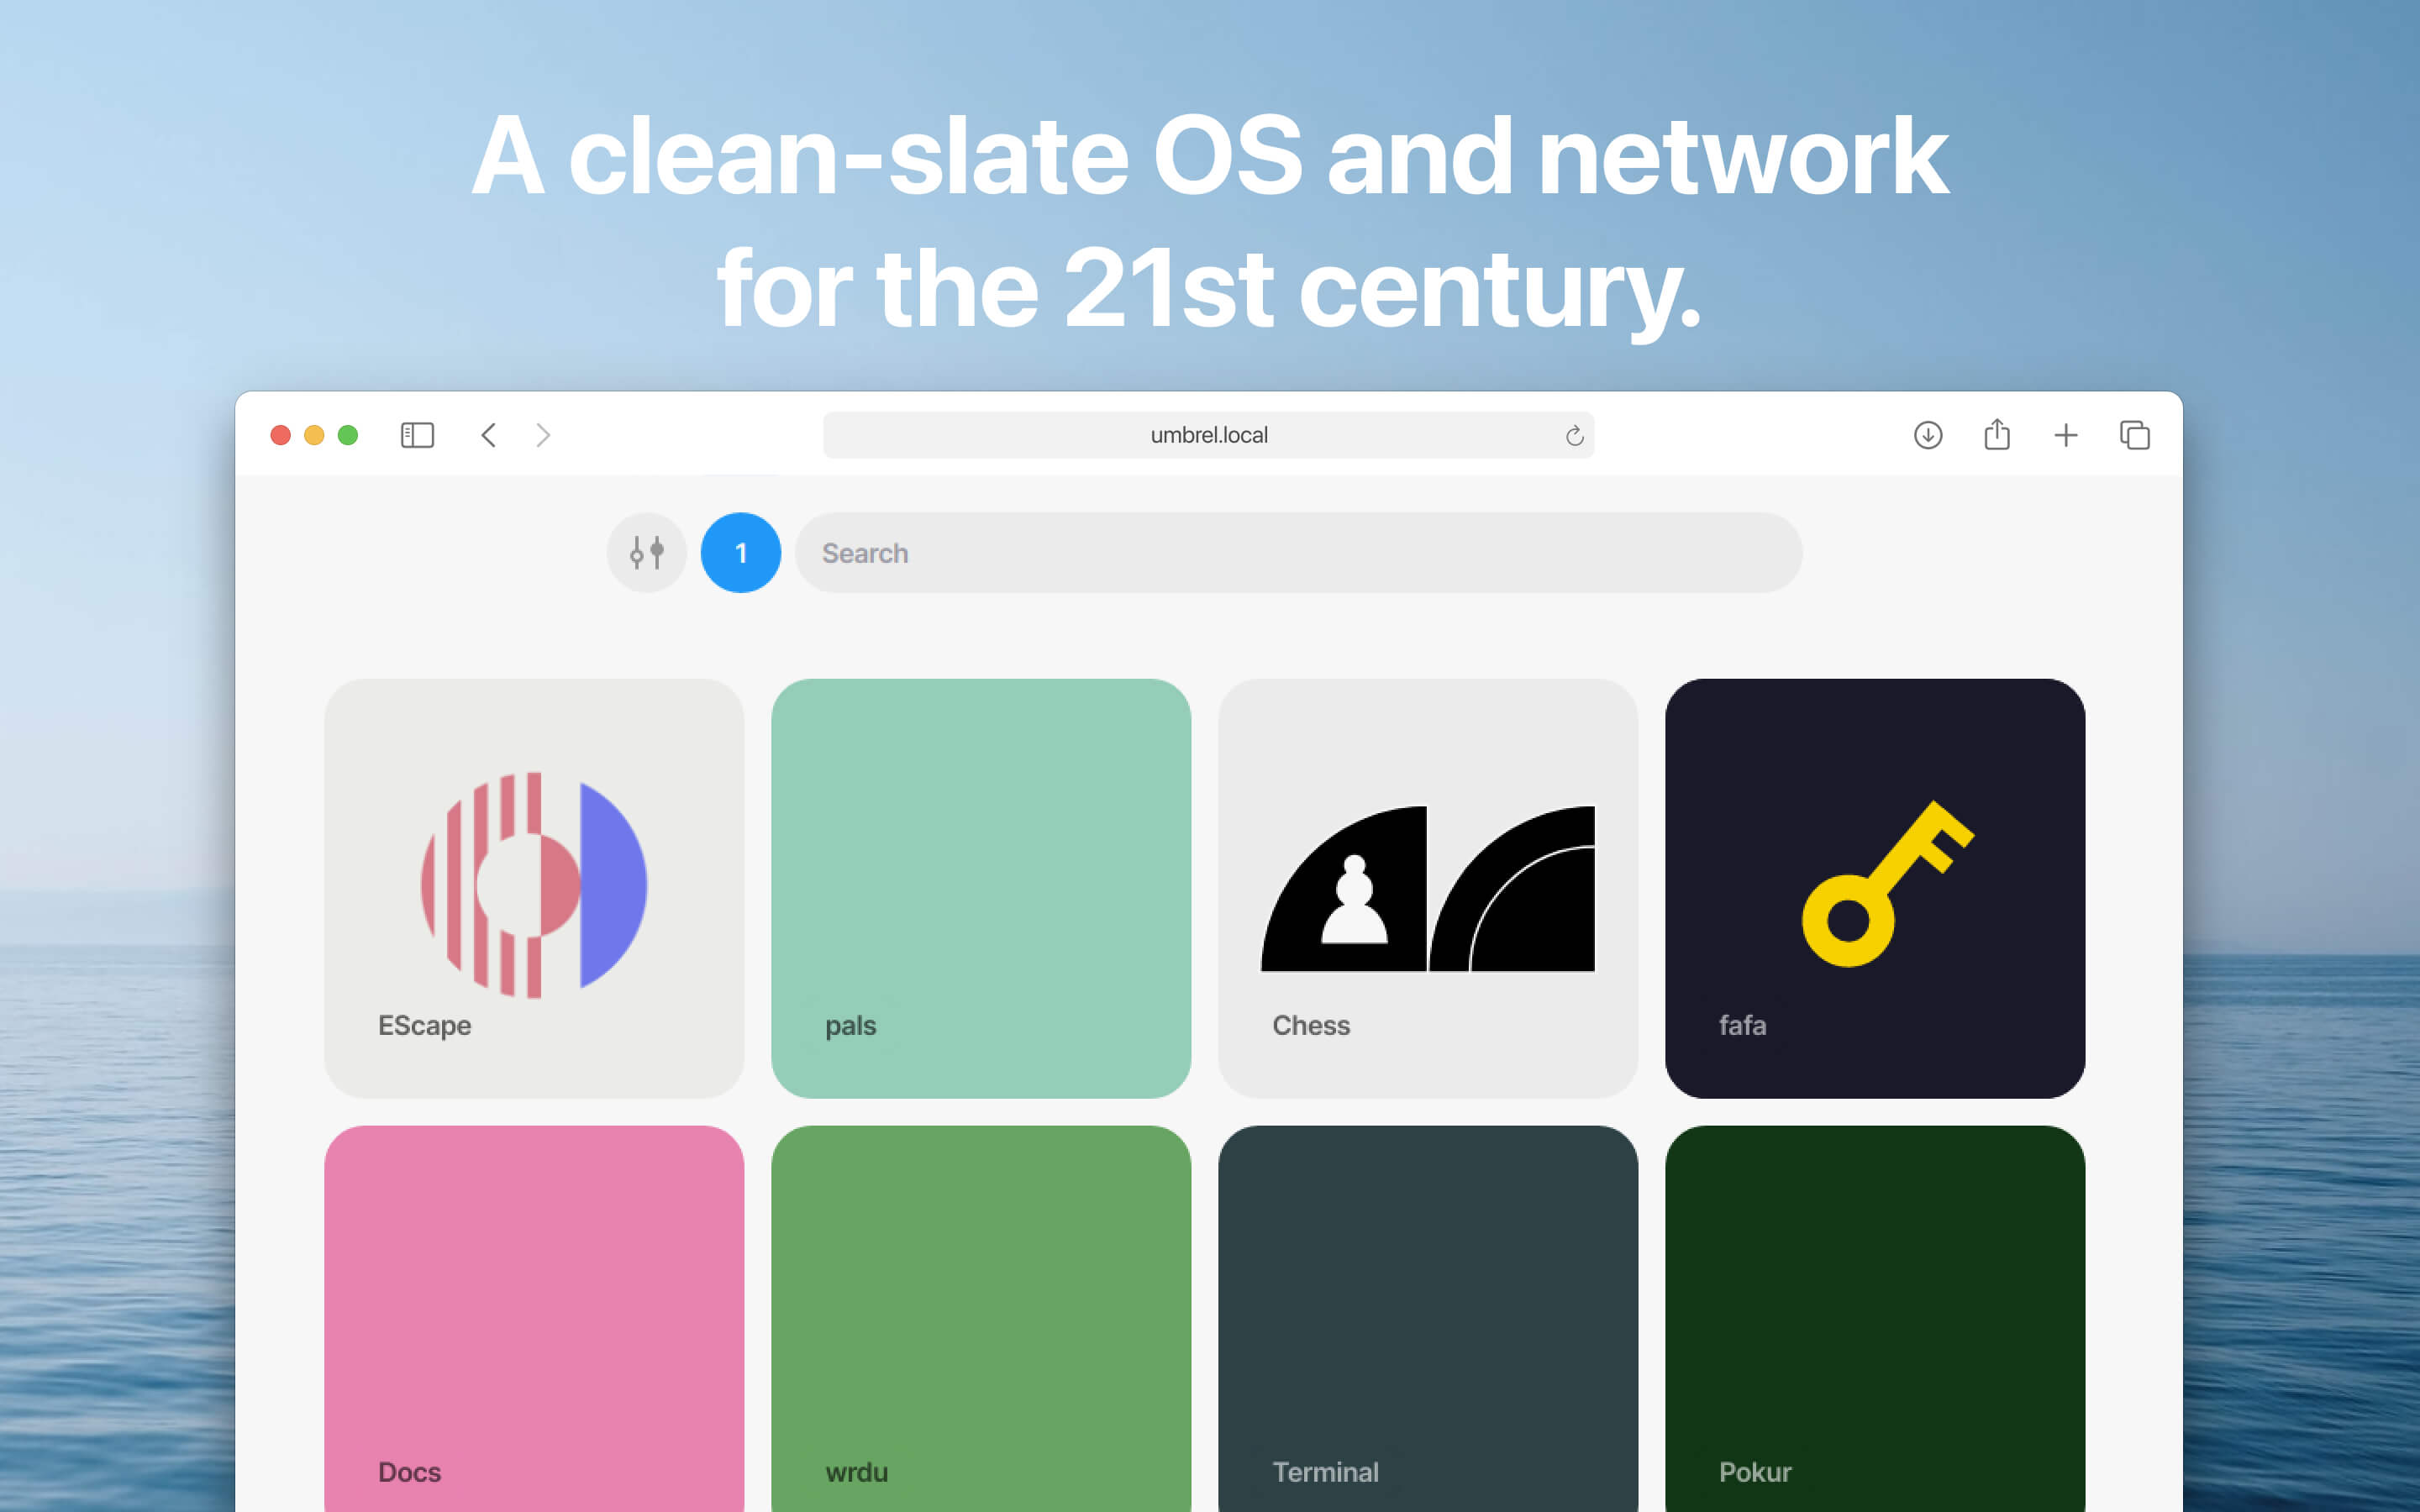 A clean-slate OS and network
for the 21st century.
umbrel.local
1
Search
EScape
pals
Chess
fafa
Docs
wrdu
Terminal
Pokur